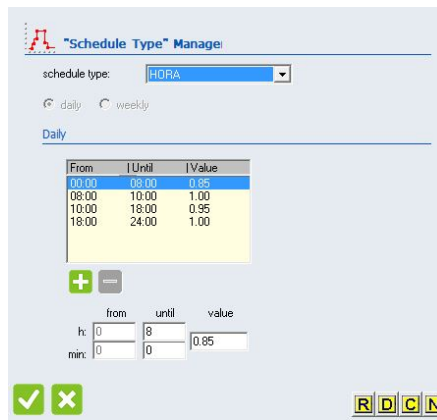 "Schedule Type" Manager
schedule type: HORA
daily weekly
Daily
From Until Value
00:00 08:00 0.85
08:00 10:00 1.00
10:00 18:00 0.95
18:00 24:00 1.00
from until value
h: 0 8 0.85
min: 0 0
R D C N